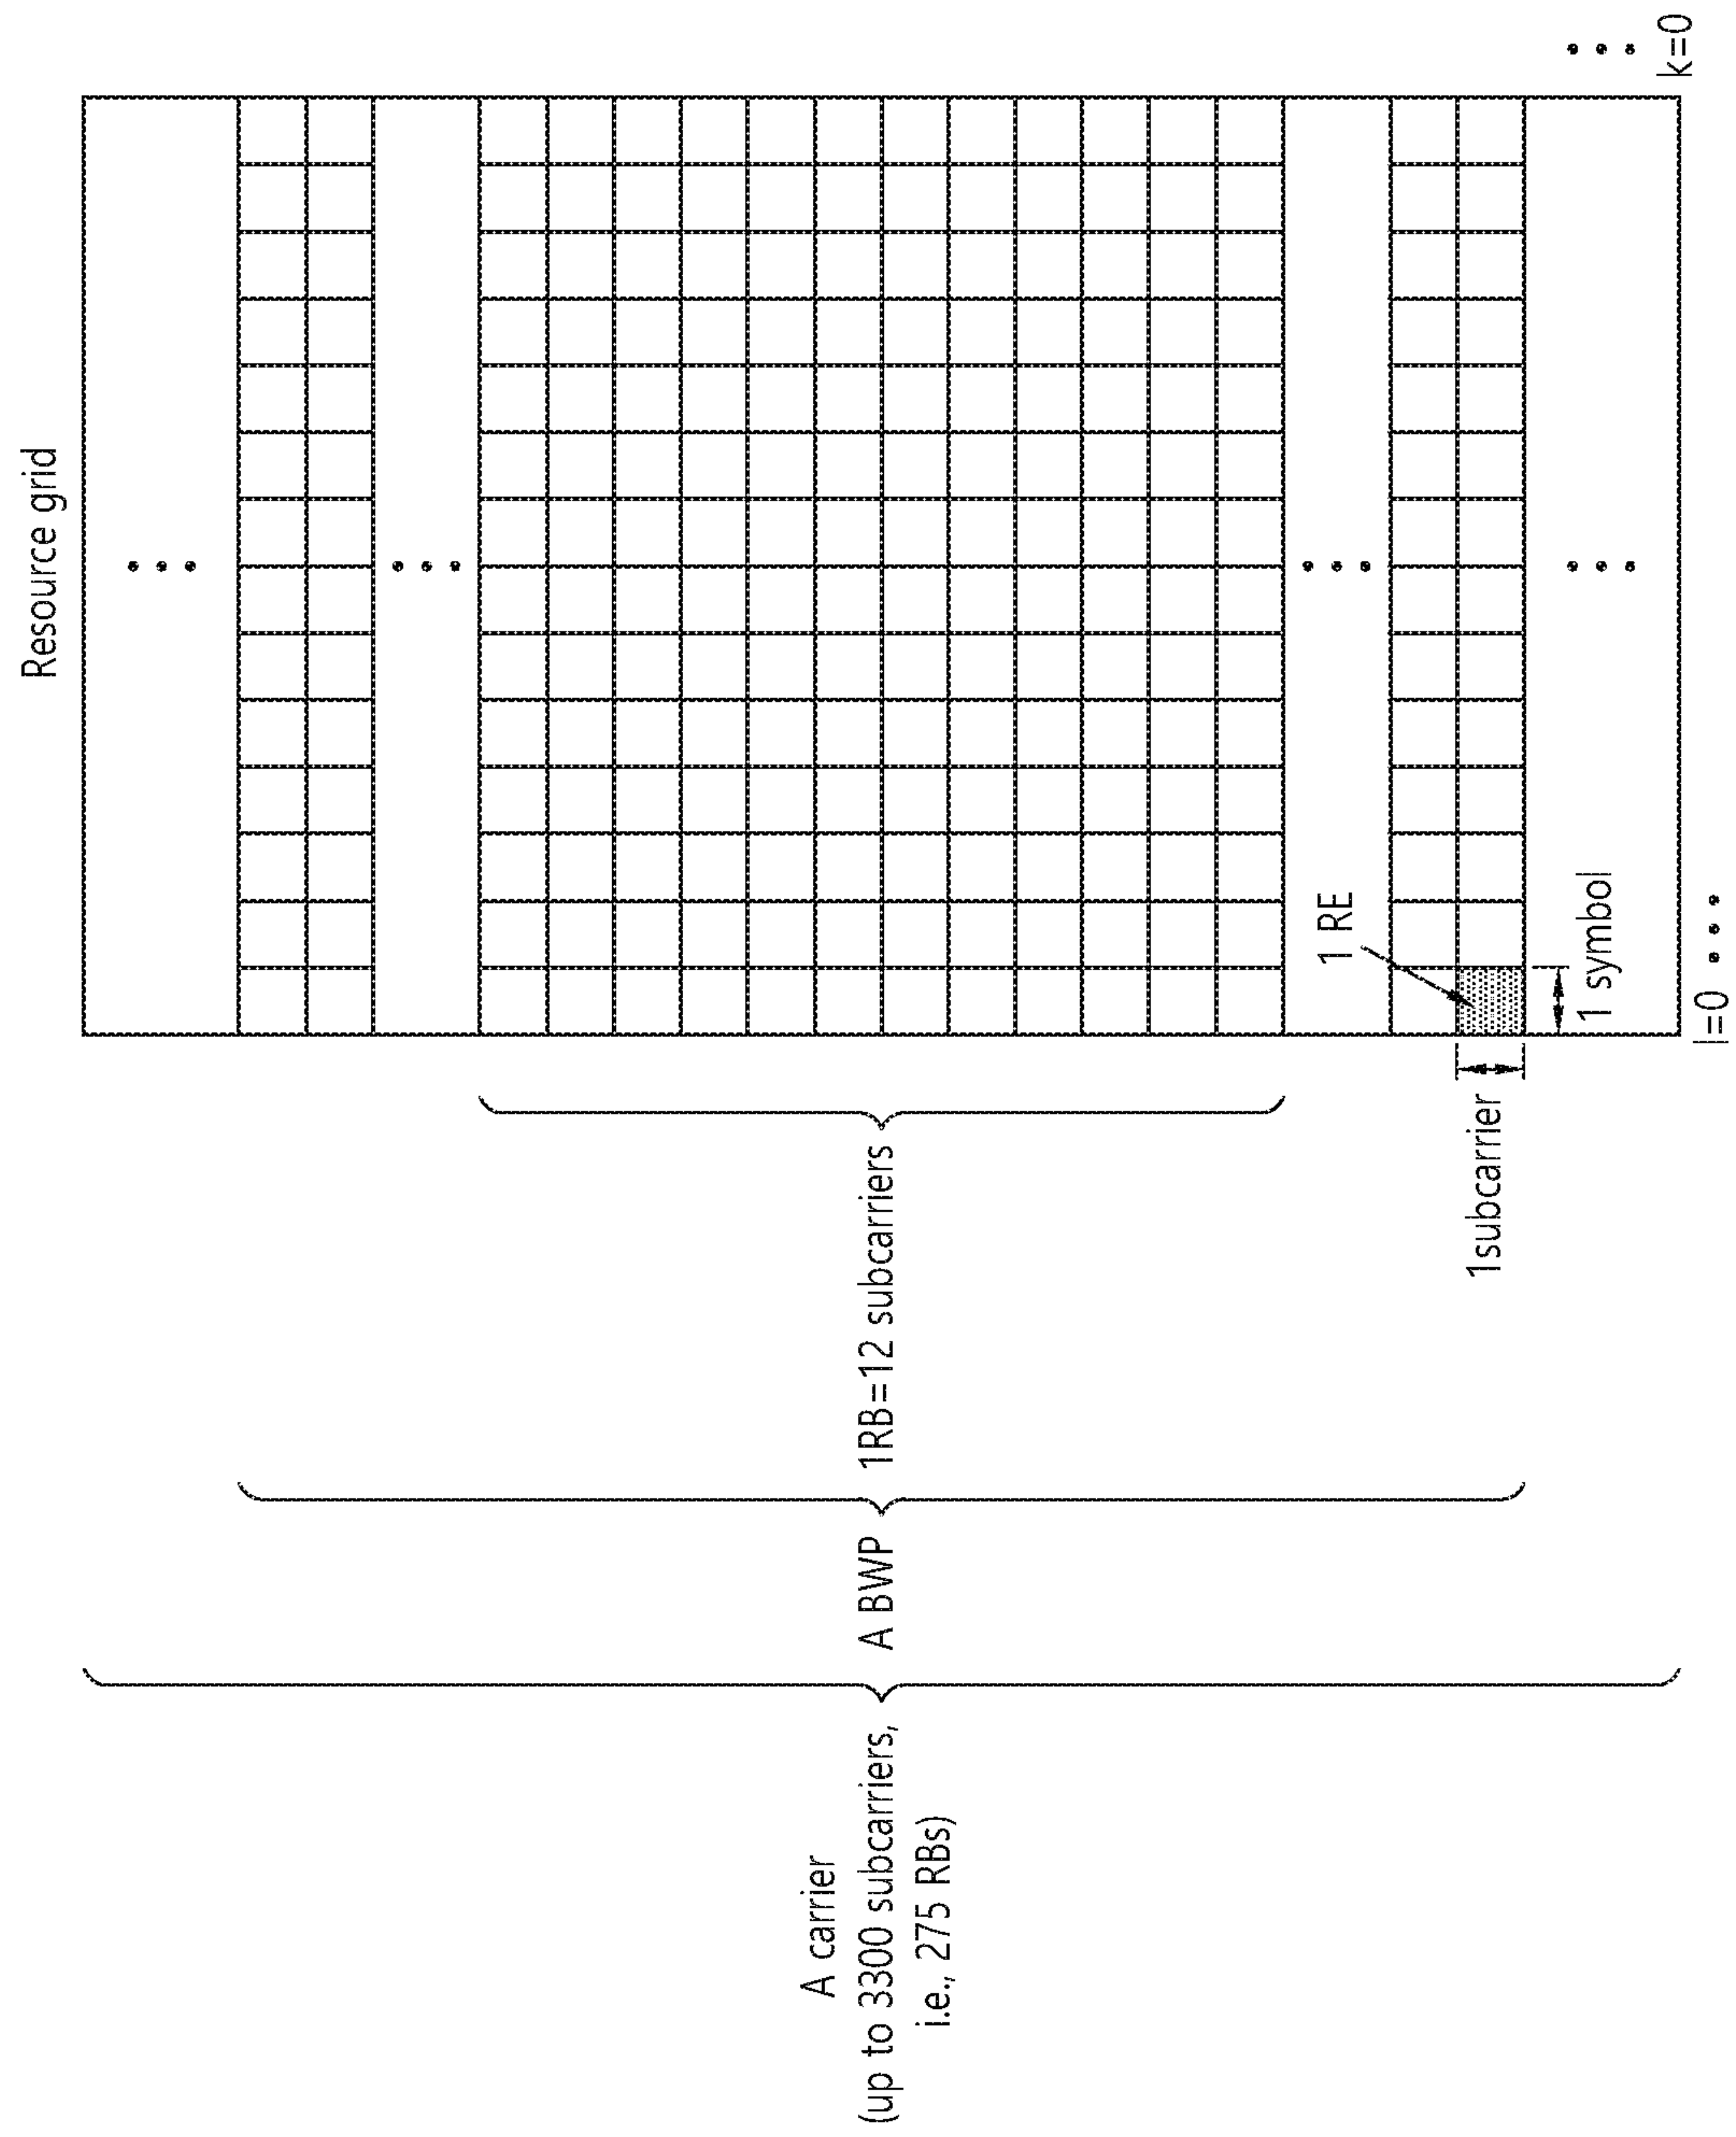 Resource grid
A carrier
(up to 3300 subcarriers,
i.e., 275 RBs)
A BWP
1RB=12 subcarriers
1 RE
1subcarrier
1 symbol
k=0
l=0